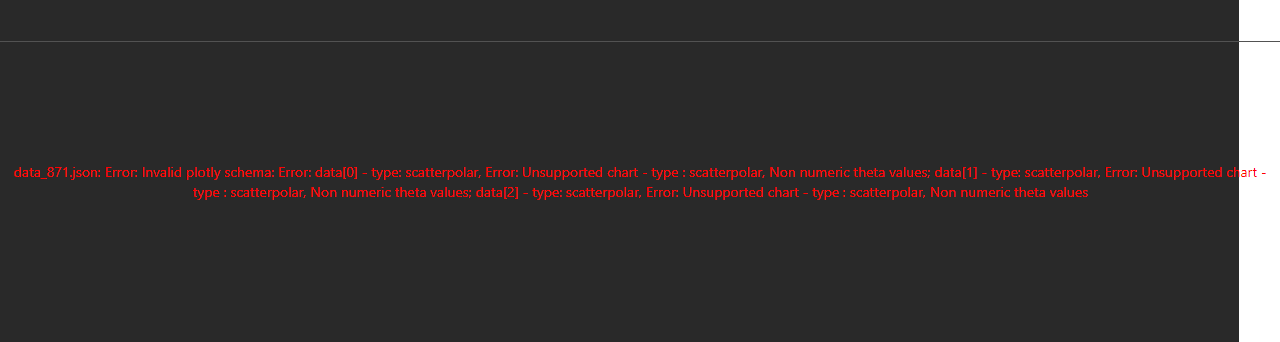 data_871.json: Error: Invalid plotly schema: Error: data[0] - type: scatterpolar, Error: Unsupported chart - type : scatterpolar, Non numeric theta values; data[1] - type: scatterpolar, Error: Unsupported chart -
type : scatterpolar, Non numeric theta values; data[2] - type: scatterpolar, Error: Unsupported chart - type : scatterpolar, Non numeric theta values